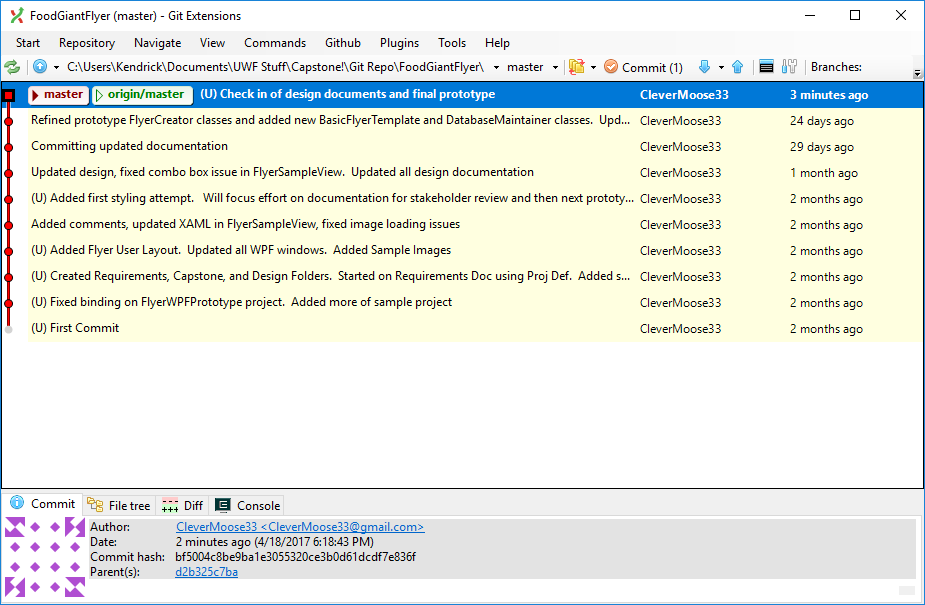 FoodGiantFlyer (master) - Git Extensions
Start Repository Navigate View Commands Github Plugins Tools Help
C:\Users\Kendrick\Documents\UWF Stuff\Capstone!\Git Repo\FoodGiantFlyer\ master Commit (1) Branches:
master origin/master (U) Check in of design documents and final prototype CleverMoose33 3 minutes ago
Refined prototype FlyerCreator classes and added new BasicFlyerTemplate and DatabaseMaintainer classes. Upd... CleverMoose33 24 days ago
Committing updated documentation CleverMoose33 29 days ago
Updated design, fixed combo box issue in FlyerSampleView. Updated all design documentation CleverMoose33 1 month ago
(U) Added first styling attempt. Will focus effort on documentation for stakeholder review and then next prototy... CleverMoose33 2 months ago
Added comments, updated XAML in FlyerSampleView, fixed image loading issues CleverMoose33 2 months ago
(U) Added Flyer User Layout. Updated all WPF windows. Added Sample Images CleverMoose33 2 months ago
(U) Created Requirements, Capstone, and Design Folders. Started on Requirements Doc using Proj Def. Added s... CleverMoose33 2 months ago
(U) Fixed binding on FlyerWPFPrototype project. Added more of sample project CleverMoose33 2 months ago
(U) First Commit CleverMoose33 2 months ago
Commit File tree Diff Console
Author: CleverMoose33 <CleverMoose33@gmail.com>
Date: 2 minutes ago (4/18/2017 6:18:43 PM)
Commit hash: bf5004c8be9ba1e3055320ce3b0d61dcdf7e836f
Parent(s): d2b325c7ba